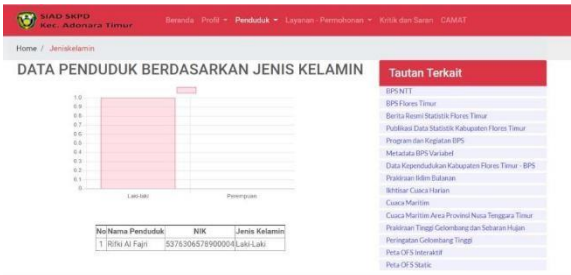 SIAD SKPD
Kec. Adonara Timur
Beranda Profil Penduduk Layanan - Permohonan Kritik dan Saran CAMAT
Home / Jeniskelamin
DATA PENDUDUK BERDASARKAN JENIS KELAMIN
1.0
0.9
0.8
0.7
0.6
0.5
0.4
0.3
0.2
0.1
0
Laki-laki Perempuan
No Nama Penduduk NIK Jenis Kelamin
1 Rifki Al Fajri 5376306578900004 Laki-Laki
Tautan Terkait
BPS NTT
BPS Flores Timur
Berita Resmi Statistik Flores Timur
Publikasi Data Statistik Kabupaten Flores Timur
Program dan Kegiatan BPS
Metadata BPS Variabel
Data Kependudukan Kabupaten Flores Timur - BPS
Prakiraan Iklim Bulanan
Ikhtisar Cuaca Harian
Cuaca Maritim
Cuaca Maritim Area Provinsi Nusa Tenggara Timur
Prakiraan Tinggi Gelombang dan Sebaran Hujan
Peringatan Gelombang Tinggi
Peta OFS Interaktif
Peta OFS Static